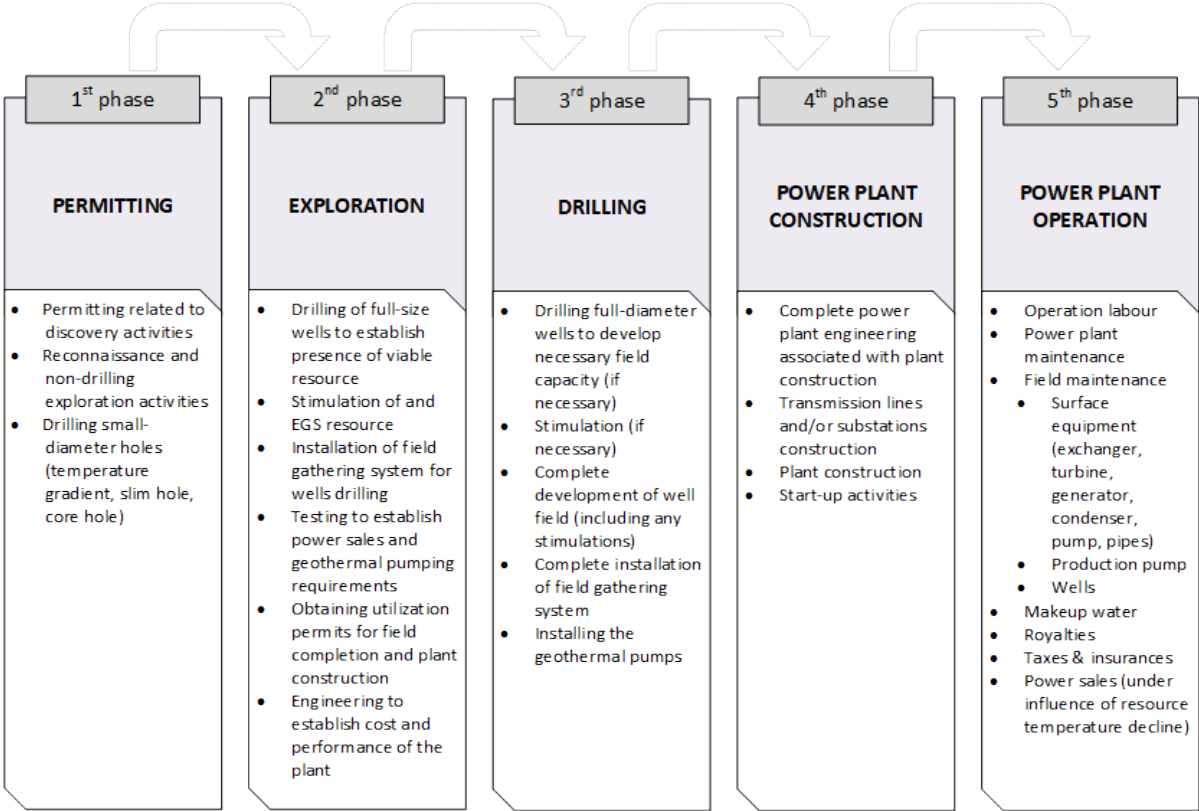 1st phase
PERMITTING
• Permitting related to
discovery activities
• Reconnaissance and
non-drilling
exploration activities
• Drilling small-
diameter holes
(temperature
gradient, slim hole,
core hole)
2nd phase
EXPLORATION
• Drilling of full-size
wells to establish
presence of viable
resource
• Stimulation of and
EGS resource
• Installation of field
gathering system for
wells drilling
• Testing to establish
power sales and
geothermal pumping
requirements
• Obtaining utilization
permits for field
completion and plant
construction
• Engineering to
establish cost and
performance of the
plant
3rd phase
DRILLING
• Drilling full-diameter
wells to develop
necessary field
capacity (if
necessary)
• Stimulation (if
necessary)
• Complete
development of well
field (including any
stimulations)
• Complete installation
of field gathering
system
• Installing the
geothermal pumps
4th phase
POWER PLANT
CONSTRUCTION
• Complete power
plant engineering
associated with plant
construction
• Transmission lines
and/or substations
construction
• Plant construction
• Start-up activities
5th phase
POWER PLANT
OPERATION
• Operation labour
• Power plant
maintenance
• Field maintenance
• Surface
equipment
(exchanger,
turbine,
generator,
condenser,
pump, pipes)
• Production pump
• Wells
• Makeup water
• Royalties
• Taxes & insurances
• Power sales (under
influence of resource
temperature decline)